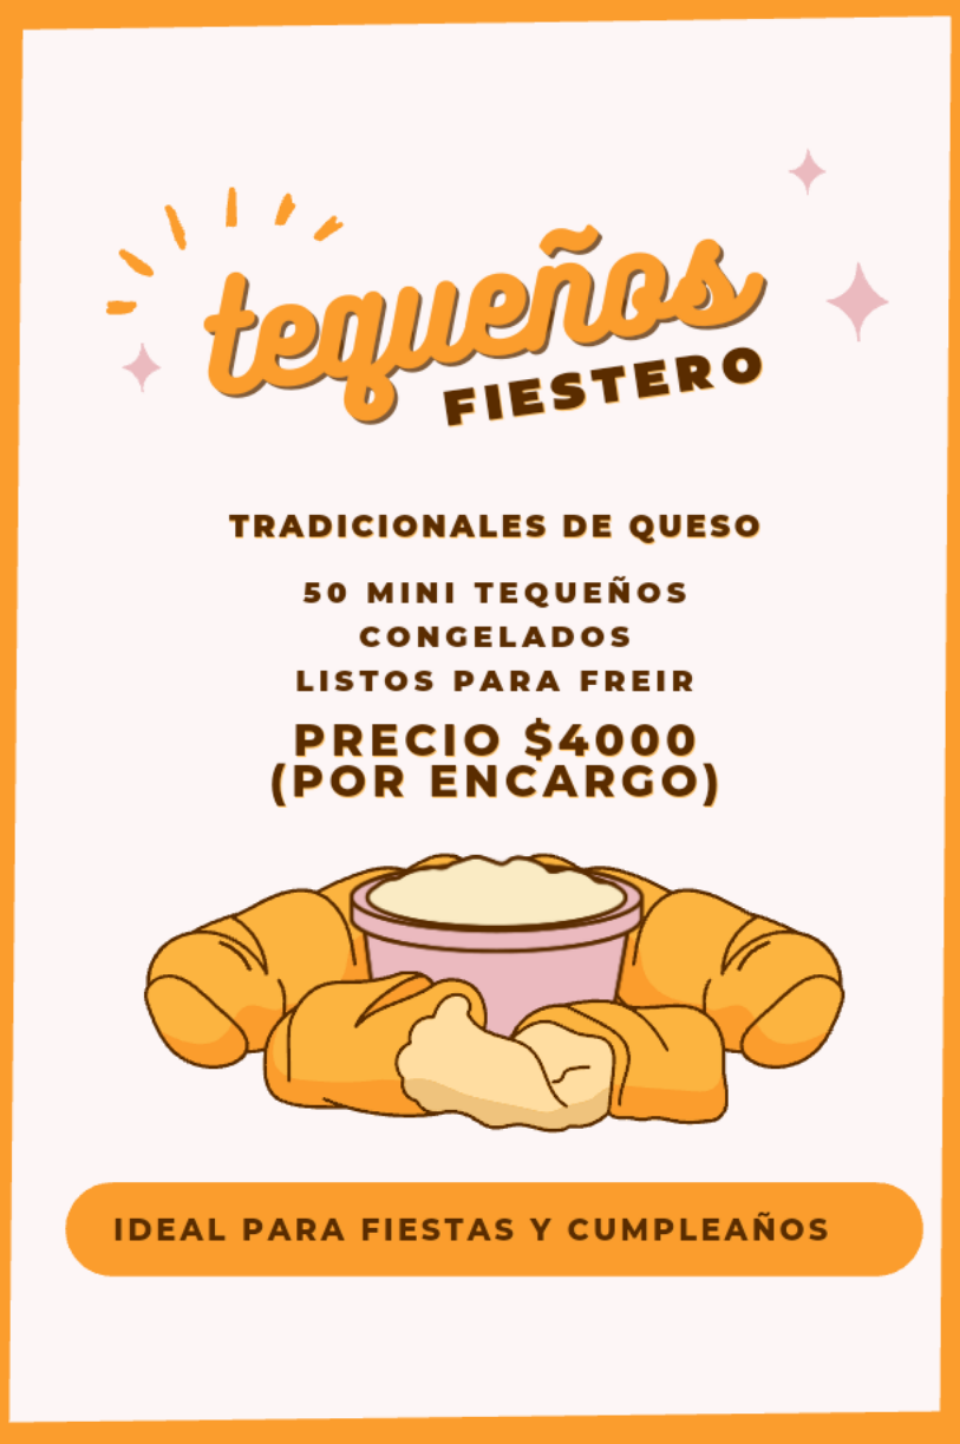 tequeños
FIESTERO
TRADICIONALES DE QUESO
50 MINI TEQUEÑOS
CONGELADOS
LISTOS PARA FREIR
PRECIO $4000
(POR ENCARGO)
IDEAL PARA FIESTAS Y CUMPLEAÑOS